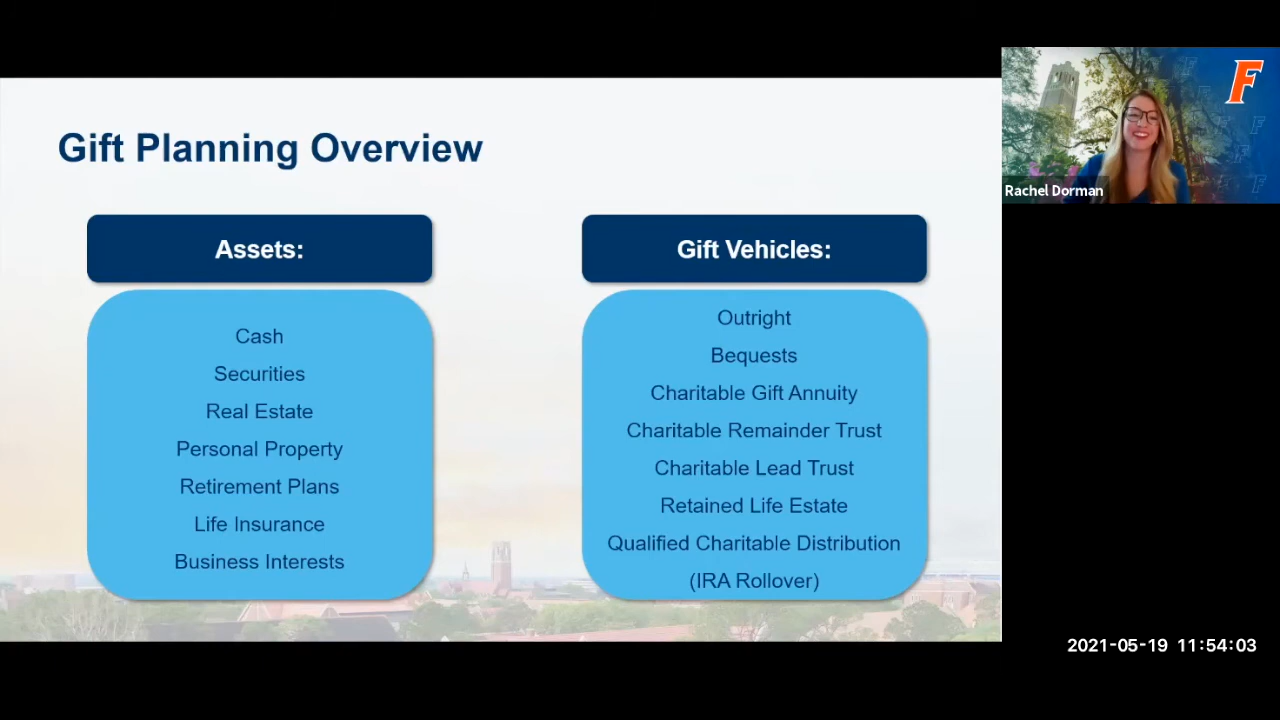 Gift Planning Overview
Assets:
Cash
Securities
Real Estate
Personal Property
Retirement Plans
Life Insurance
Business Interests
Gift Vehicles:
Outright
Bequests
Charitable Gift Annuity
Charitable Remainder Trust
Charitable Lead Trust
Retained Life Estate
Qualified Charitable Distribution
(IRA Rollover)
F
Rachel Dorman
2021-05-19 11:54:03